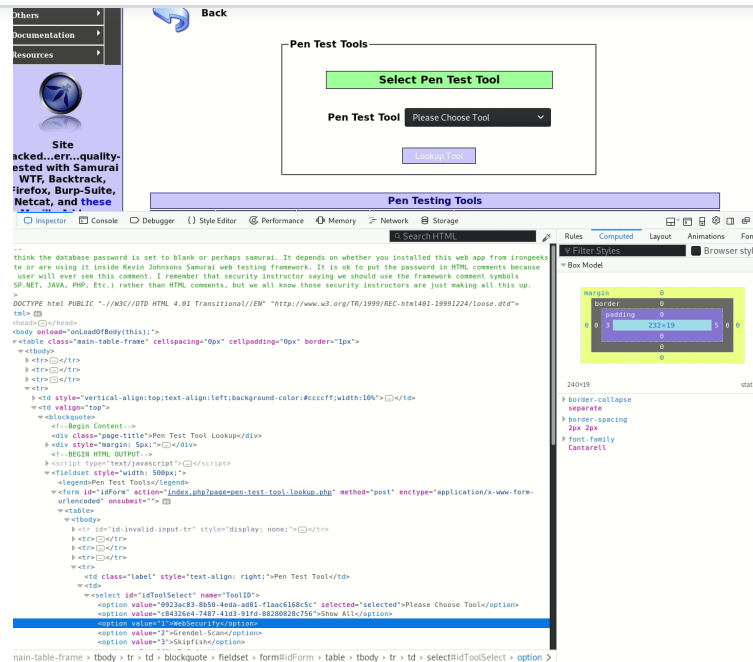 Others
Documentation
Resources
Back
Pen Test Tools
Select Pen Test Tool
Pen Test Tool Please Choose Tool
Lookup Tool
Pen Testing Tools
Site
acked...err...quality-
ested with Samurai
WTF, Backtrack,
Firefox, Burp-Suite,
Netcat, and these
Inspector Console Debugger {} Style Editor Performance Memory Network Storage
Search HTML
think the database password is set to blank or perhaps samurai. It depends on whether you installed this web app from irongeeks
te or are using it inside Kevin Johnsons Samurai web testing framework. It is ok to put the password in HTML comments because
user will ever see this comment. I remember that security instructor saying we should use the framework comment symbols
SP.NET, JAVA, PHP, Etc.) rather than HTML comments, but we all know those security instructors are just making all this up.
>
DOCTYPE html PUBLIC "-//W3C//DTD HTML 4.01 Transitional//EN" "http://www.w3.org/TR/1999/REC-html401-19991224/loose.dtd">
tml>
<head></head>
<body onload="onLoadOfBody(this);">
<table class="main-table-frame" cellspacing="0px" cellpadding="0px" border="1px">
<tbody>
<tr></tr>
<tr></tr>
<tr></tr>
<tr>
<td style="vertical-align:top;text-align:left;background-color:#ccccff;width:10%"></td>
<td valign="top">
<blockquote>
<!--Begin Content-->
<div class="page-title">Pen Test Tool Lookup</div>
<div style="margin: 5px;"></div>
<!--BEGIN HTML OUTPUT-->
<script type="text/javascript"></script>
<fieldset style="width: 500px;">
<legend>Pen Test Tools</legend>
<form id="idForm" action="index.php?page=pen-test-tool-lookup.php" method="post" enctype="application/x-www-form-
urlencoded" onsubmit="">
<table>
<tbody>
<tr id="id-invalid-input-tr" style="display: none;"></tr>
<tr></tr>
<tr></tr>
<tr></tr>
<tr>
<td class="label" style="text-align: right;">Pen Test Tool</td>
<td>
<select id="idToolSelect" name="ToolID">
<option value="0923ac83-8b50-4eda-ad81-f1aac6168c5c" selected="selected">Please Choose Tool</option>
<option value="c84326e4-7487-41d3-91fd-88280828c756">Show All</option>
<option value="1">WebSecurify</option>
<option value="2">Grendel-Scan</option>
<option value="3">Skipfish</option>
main-table-frame > tbody > tr > td > blockquote > fieldset > form#idForm > table > tbody > tr > td > select#idToolSelect > option
Rules Computed Layout Animations Fon
Filter Styles Browser styl
Box Model
margin 0
border 0
padding 0
0 0 3 232×19 5 0 0
0
0
0
240×19 stat
border-collapse
separate
border-spacing
2px 2px
font-family
Cantarell